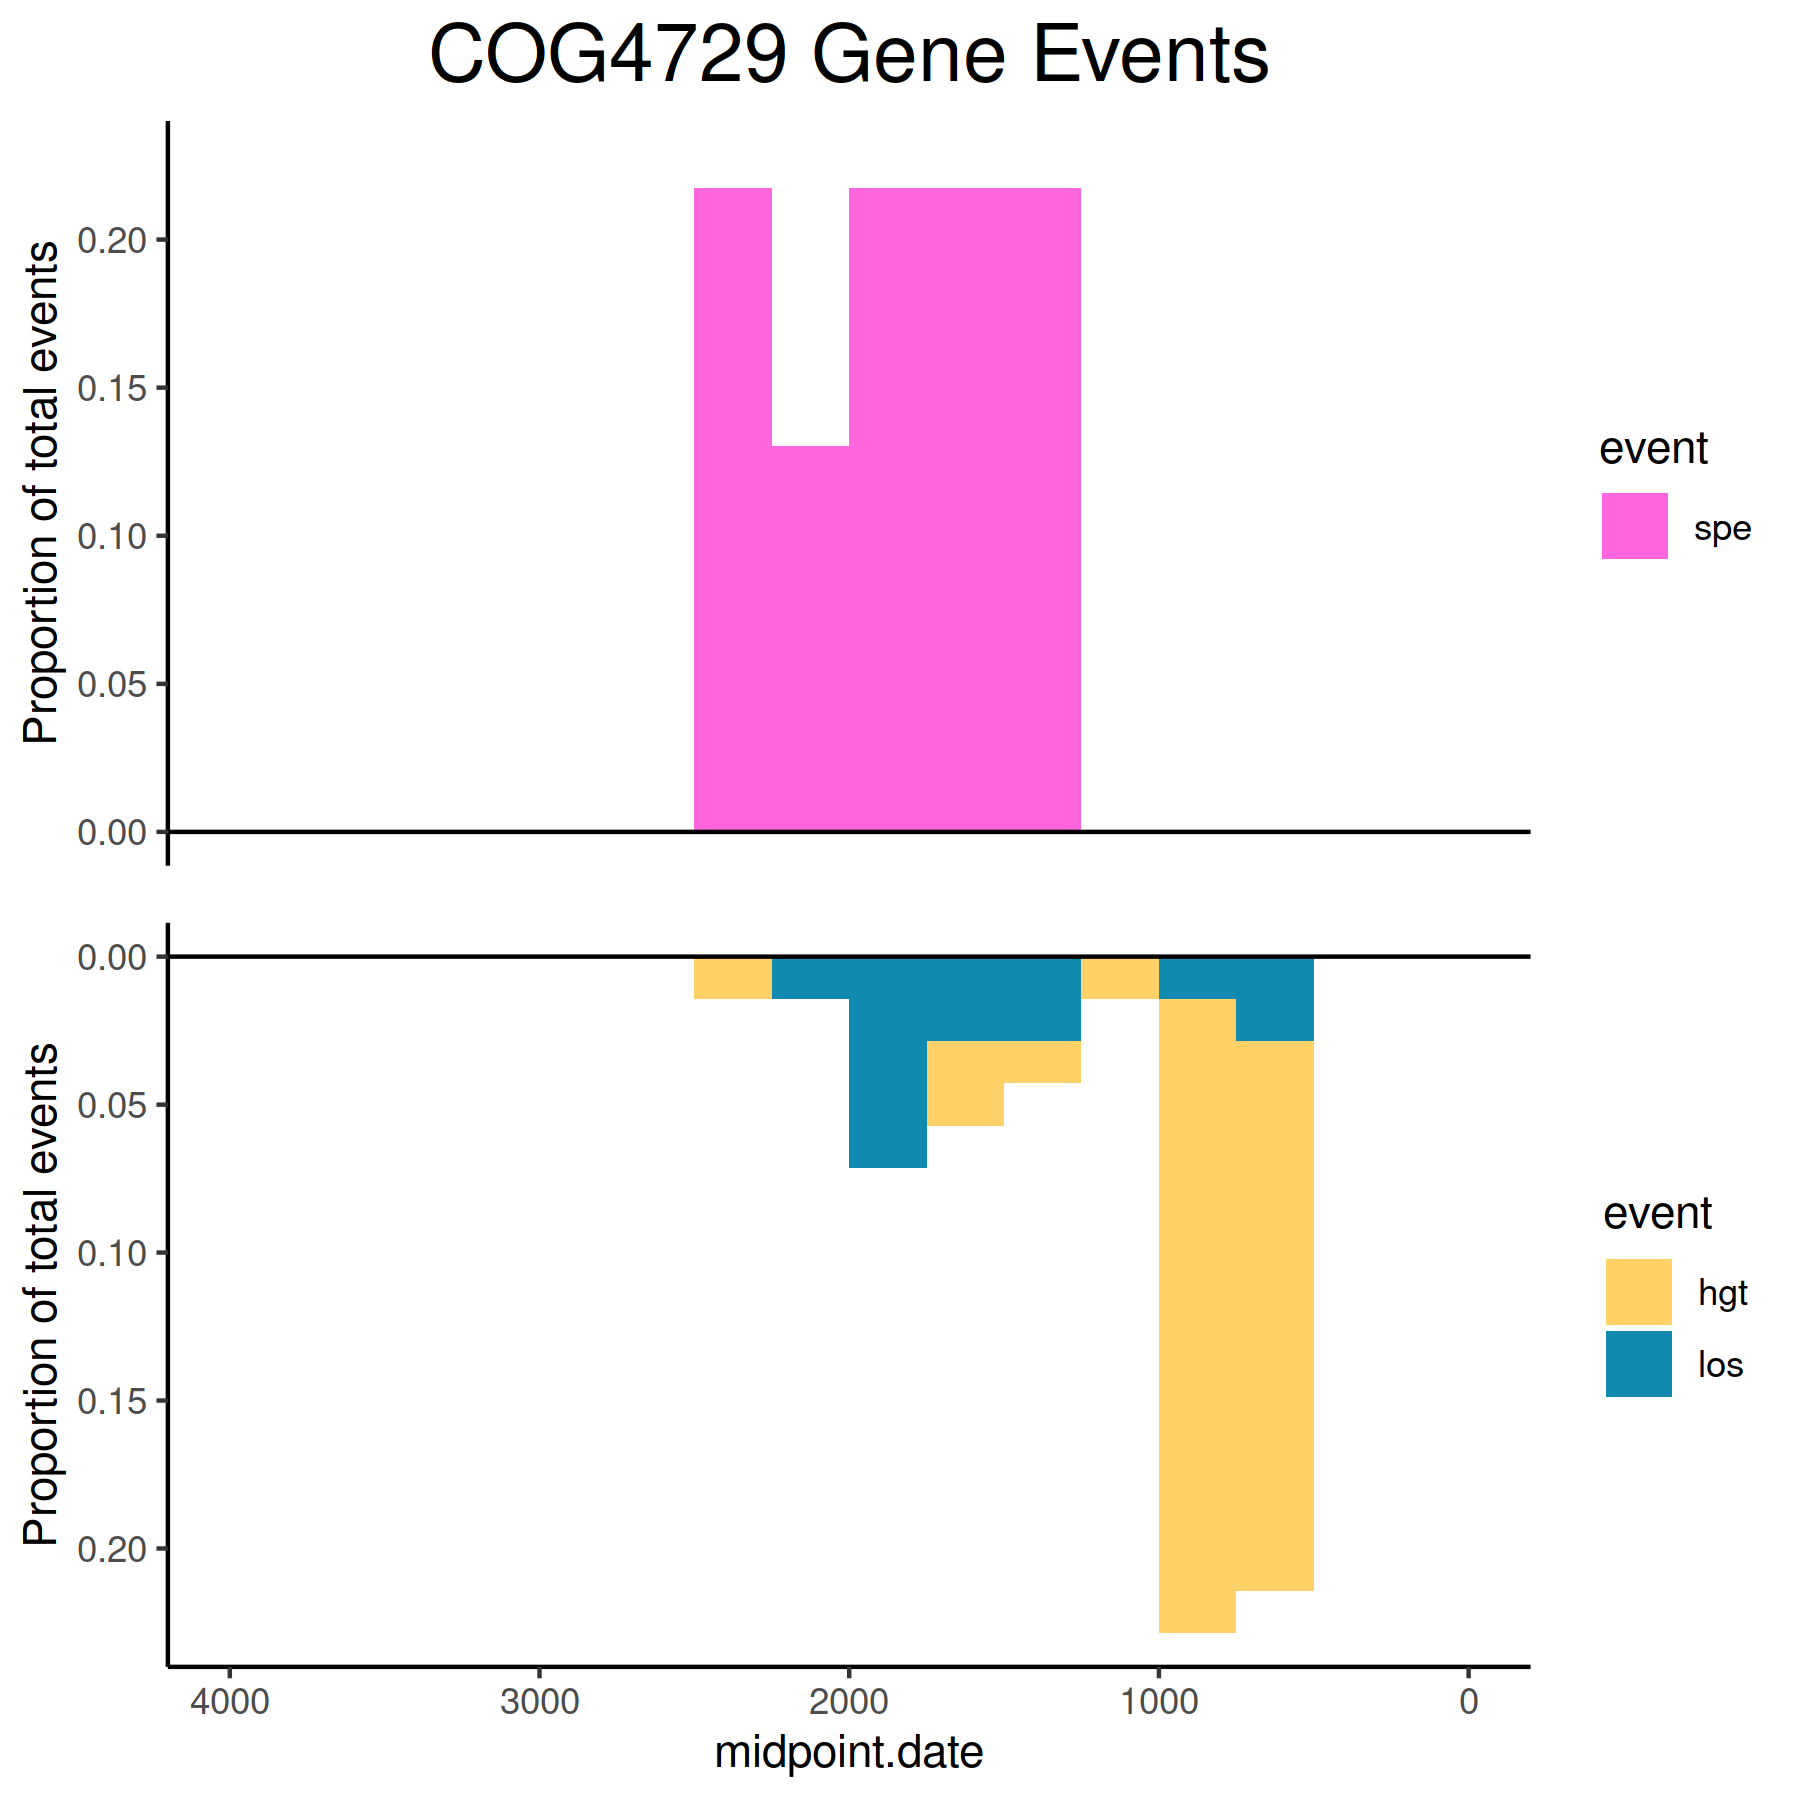 COG4729 Gene Events
Proportion of total events
0.20
0.15
0.10
0.05
0.00
event
spe
Proportion of total events
0.00
0.05
0.10
0.15
0.20
event
hgt
los
4000 3000 2000 1000 0
midpoint.date